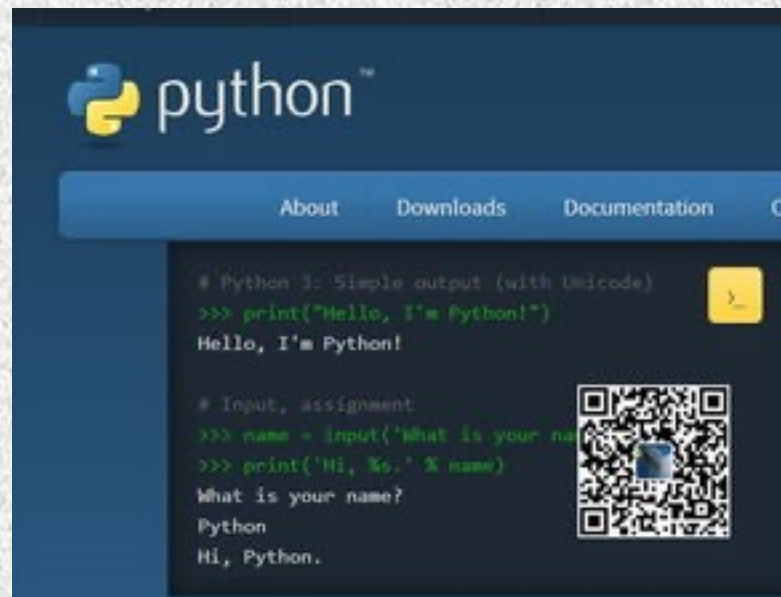 python™
About Downloads Documentation
# Python 3: Simple output (with Unicode)
>>> print("Hello, I'm Python!")
>_
Hello, I'm Python!
# Input, assignment
>>> name = input('What is your
>>> print('Hi, %s.' % name)
What is your name?
Python
Hi, Python.